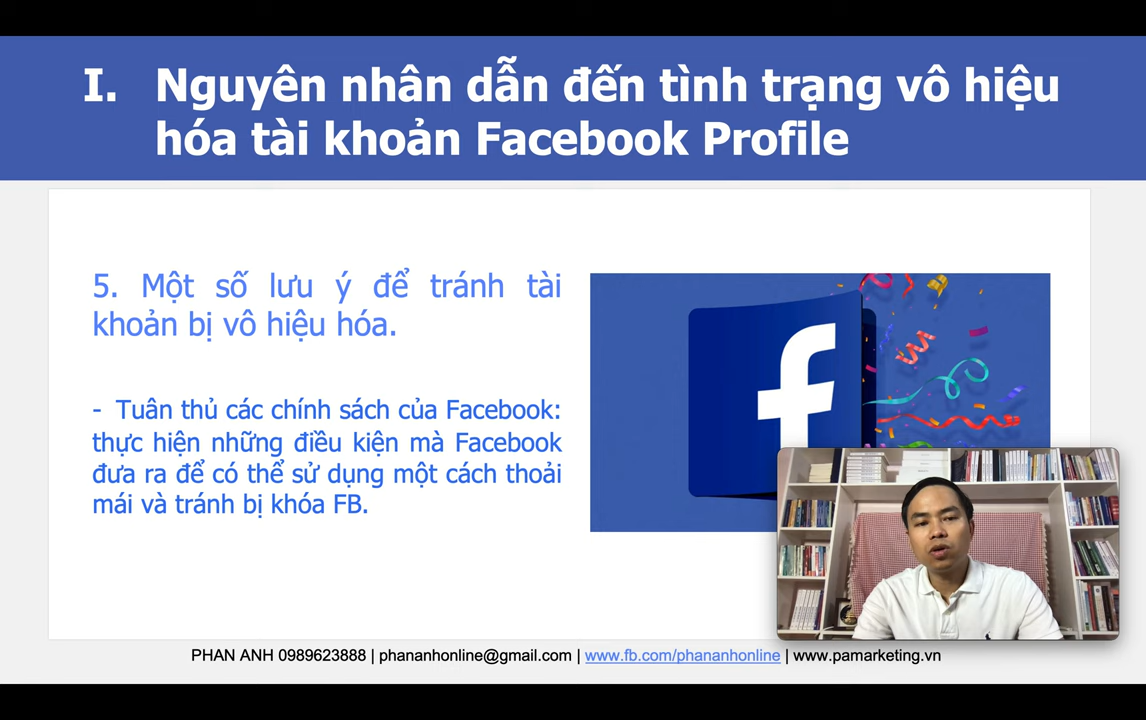 I. Nguyên nhân dẫn đến tình trạng vô hiệu
hóa tài khoản Facebook Profile
5. Một số lưu ý để tránh tài
khoản bị vô hiệu hóa.
- Tuân thủ các chính sách của Facebook:
thực hiện những điều kiện mà Facebook
đưa ra để có thể sử dụng một cách thoải
mái và tránh bị khóa FB.
f
PHAN ANH 0989623888 | phananhonline@gmail.com | www.fb.com/phananhonline | www.pamarketing.vn